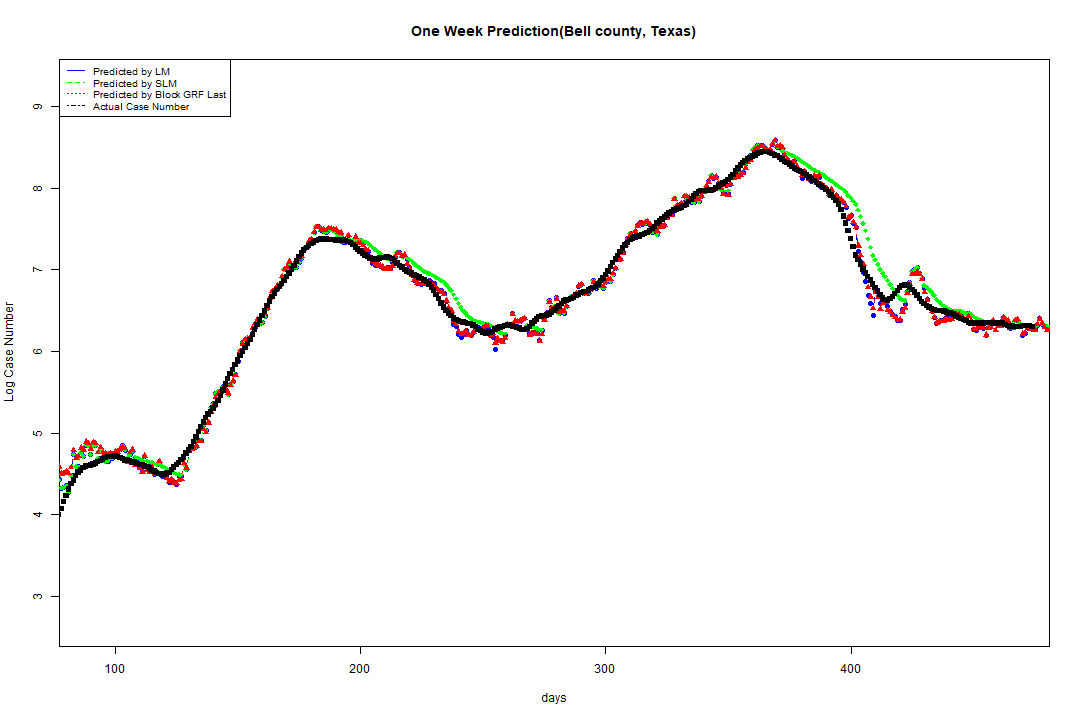 One Week Prediction(Bell county, Texas)
Predicted by LM
Predicted by SLM
Predicted by Block GRF Last
Actual Case Number
Log Case Number
9
8
7
6
5
4
3
100 200 300 400
days